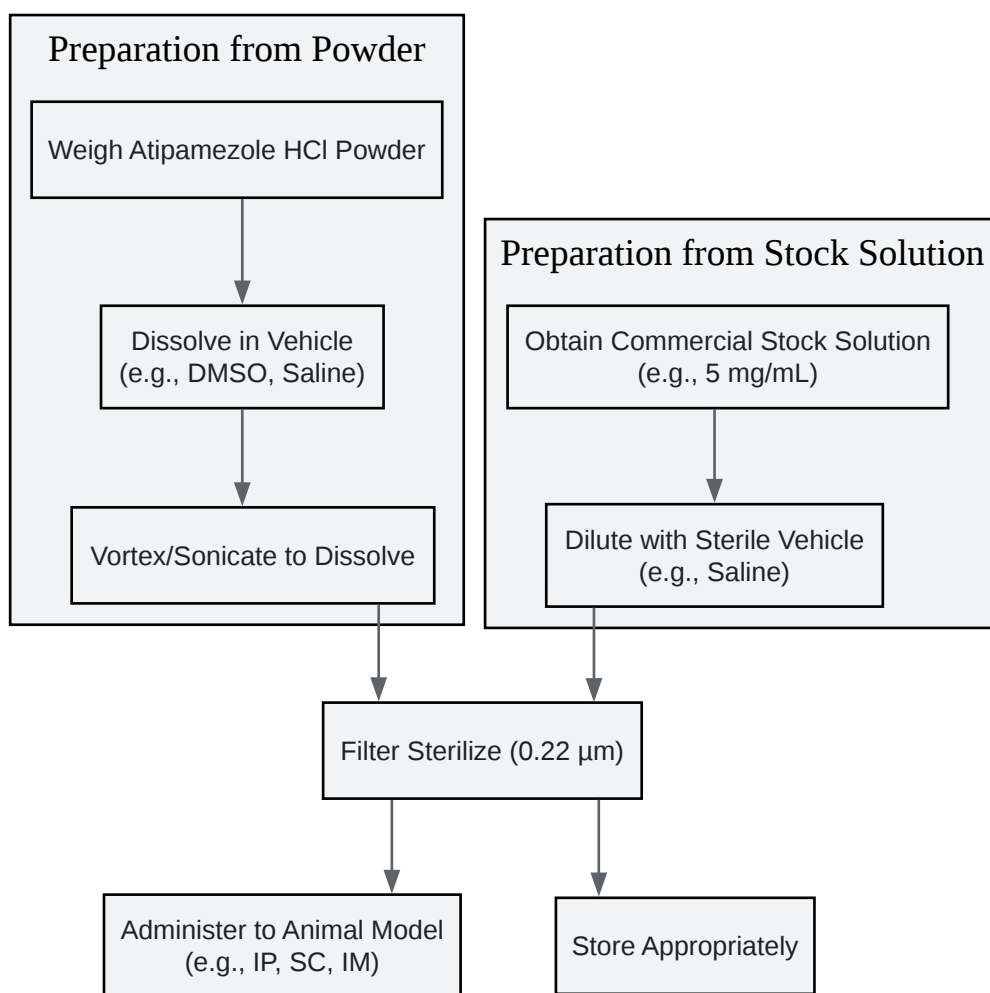 Preparation from Powder
Weigh Atipamezole HCl Powder
Dissolve in Vehicle
(e.g., DMSO, Saline)
Vortex/Sonicate to Dissolve
Preparation from Stock Solution
Obtain Commercial Stock Solution
(e.g., 5 mg/mL)
Dilute with Sterile Vehicle
(e.g., Saline)
Filter Sterilize (0.22 µm)
Administer to Animal Model
(e.g., IP, SC, IM)
Store Appropriately